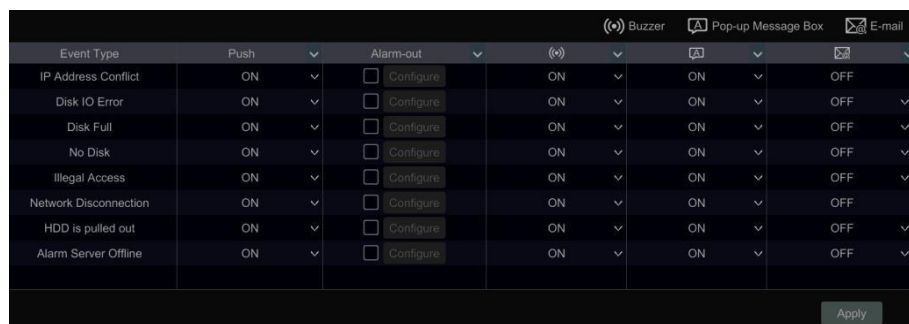 Buzzer Pop-up Message Box E-mail
Event Type Push Alarm-out
IP Address Conflict ON Configure ON ON OFF
Disk IO Error ON Configure ON ON OFF
Disk Full ON Configure ON ON OFF
No Disk ON Configure ON ON OFF
Illegal Access ON Configure ON ON OFF
Network Disconnection ON Configure ON ON OFF
HDD is pulled out ON Configure ON ON OFF
Alarm Server Offline ON Configure ON ON OFF
Apply